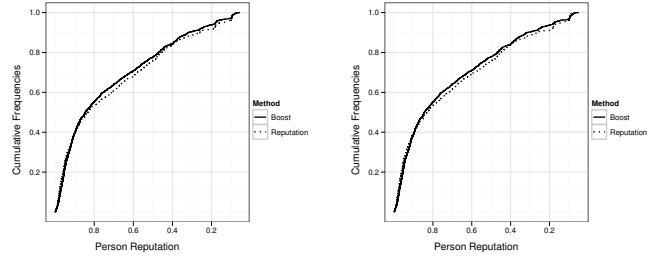 1.0
0.8
0.6
0.4
0.2
Cumulative Frequencies
0.8 0.6 0.4 0.2
Person Reputation
Method
Boost
Reputation
1.0
0.8
0.6
0.4
0.2
Cumulative Frequencies
0.8 0.6 0.4 0.2
Person Reputation
Method
Boost
Reputation